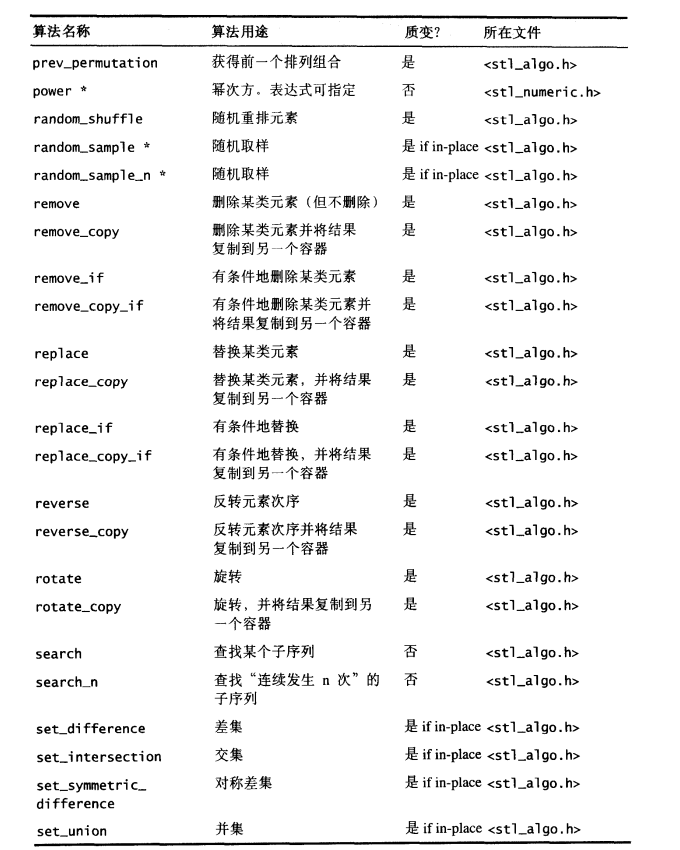 算法名称 算法用途 质变? 所在文件
prev_permutation 获得前一个排列组合 是 <stl_algo.h>
power * 幂次方。表达式可指定 否 <stl_numeric.h>
random_shuffle 随机重排元素 是 <stl_algo.h>
random_sample * 随机取样 是 if in-place <stl_algo.h>
random_sample_n * 随机取样 是 if in-place <stl_algo.h>
remove 删除某类元素（但不删除） 是 <stl_algo.h>
remove_copy 删除某类元素并将结果 是 <stl_algo.h>
复制到另一个容器
remove_if 有条件地删除某类元素 是 <stl_algo.h>
remove_copy_if 有条件地删除某类元素并 是 <stl_algo.h>
将结果复制到另一个容器
replace 替换某类元素 是 <stl_algo.h>
replace_copy 替换某类元素，并将结果 是 <stl_algo.h>
复制到另一个容器
replace_if 有条件地替换 是 <stl_algo.h>
replace_copy_if 有条件地替换，并将结果 是 <stl_algo.h>
复制到另一个容器
reverse 反转元素次序 是 <stl_algo.h>
reverse_copy 反转元素次序并将结果 是 <stl_algo.h>
复制到另一个容器
rotate 旋转 是 <stl_algo.h>
rotate_copy 旋转，并将结果复制到另 是 <stl_algo.h>
一个容器
search 查找某个子序列 否 <stl_algo.h>
search_n 查找“连续发生 n 次”的 否 <stl_algo.h>
子序列
set_difference 差集 是 if in-place <stl_algo.h>
set_intersection 交集 是 if in-place <stl_algo.h>
set_symmetric_ 对称差集 是 if in-place <stl_algo.h>
difference
set_union 并集 是 if in-place <stl_algo.h>